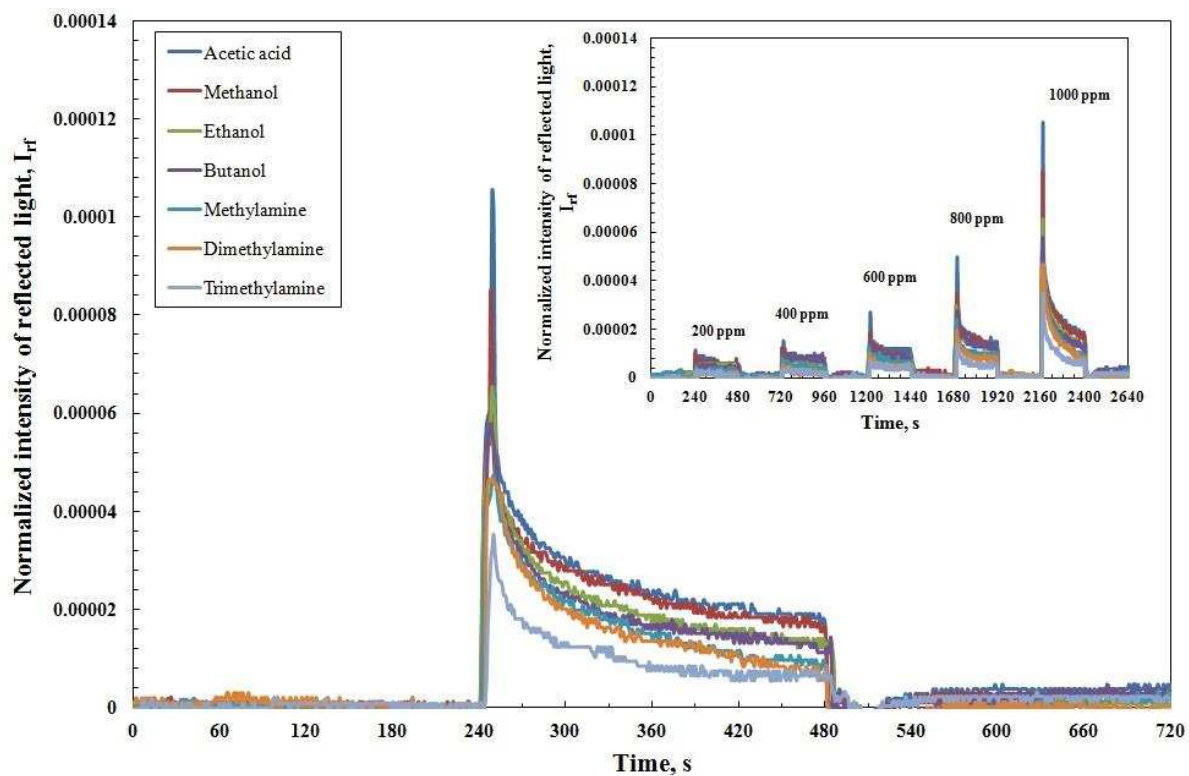 Normalized intensity of reflected light, Irf
0.00014
0.00012
0.0001
0.00008
0.00006
0.00004
0.00002
0
Acetic acid
Methanol
Ethanol
Butanol
Methylamine
Dimethylamine
Trimethylamine
0 60 120 180 240 300 360 420 480 540 600 660 720
Time, s
Normalized intensity of reflected light,
Irf
0.00014
0.00012
0.0001
0.00008
0.00006
0.00004
0.00002
0
200 ppm
400 ppm
600 ppm
800 ppm
1000 ppm
0 240 480 720 960 1200 1440 1680 1920 2160 2400 2640
Time, s